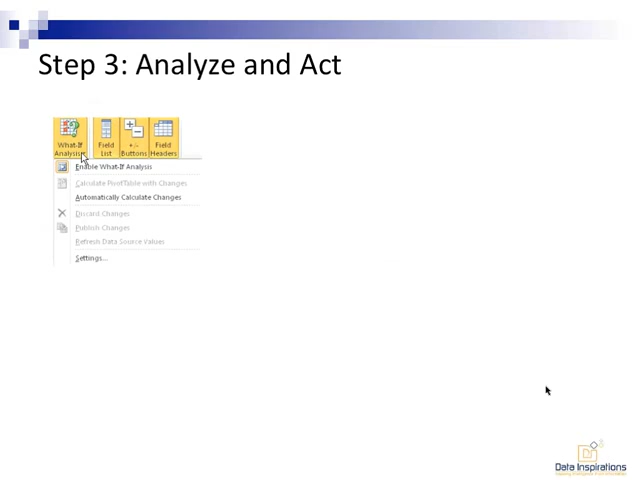 Step 3: Analyze and Act
What-If Analysis
Field List
+/- Buttons
Field Headers
Enable What-If Analysis
Calculate PivotTable with Changes
Automatically Calculate Changes
Discard Changes
Publish Changes
Refresh Data Source Values
Settings...
Data Inspirations